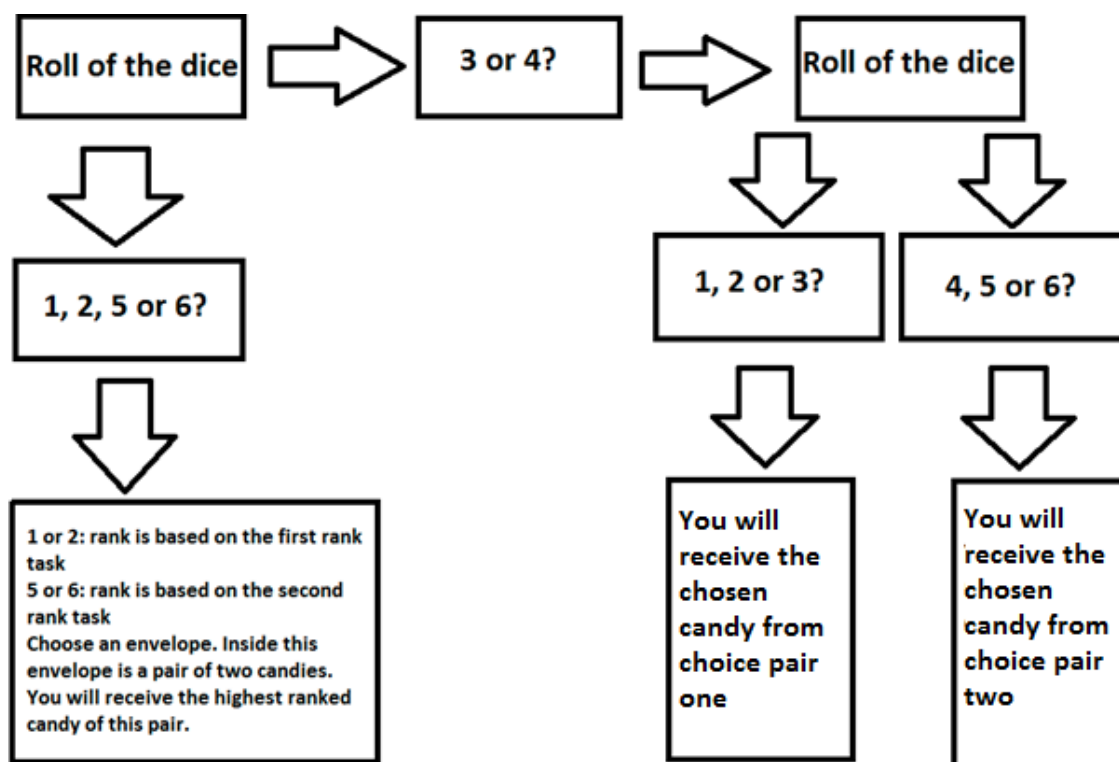 Roll of the dice
3 or 4?
Roll of the dice
1, 2, 5 or 6?
1, 2 or 3?
4, 5 or 6?
1 or 2: rank is based on the first rank
task
5 or 6: rank is based on the second
rank task
Choose an envelope. Inside this
envelope is a pair of two candies.
You will receive the highest ranked
candy of this pair.
You will
receive the
chosen
candy from
choice pair
one
You will
receive the
chosen
candy from
choice pair
two